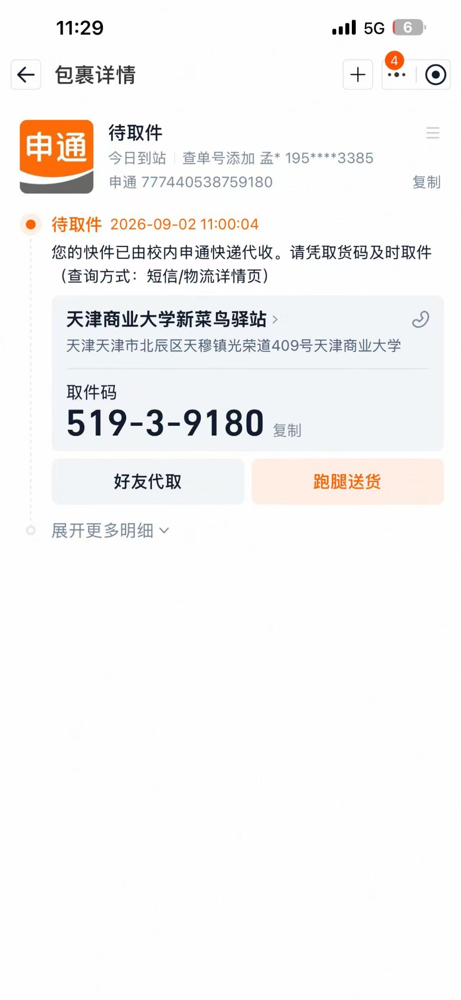 11:29
5G 6
包裹详情
4
申通
待取件
今日到站 查单号添加 孟* 195****3385
申通 777440538759180 复制
待取件 2026-09-02 11:00:04
您的快件已由校内申通快递代收。请凭取货码及时取件
（查询方式：短信/物流详情页）
天津商业大学新菜鸟驿站
天津天津市北辰区天穆镇光荣道409号天津商业大学
取件码
519-3-9180 复制
好友代取 跑腿送货
展开更多明细